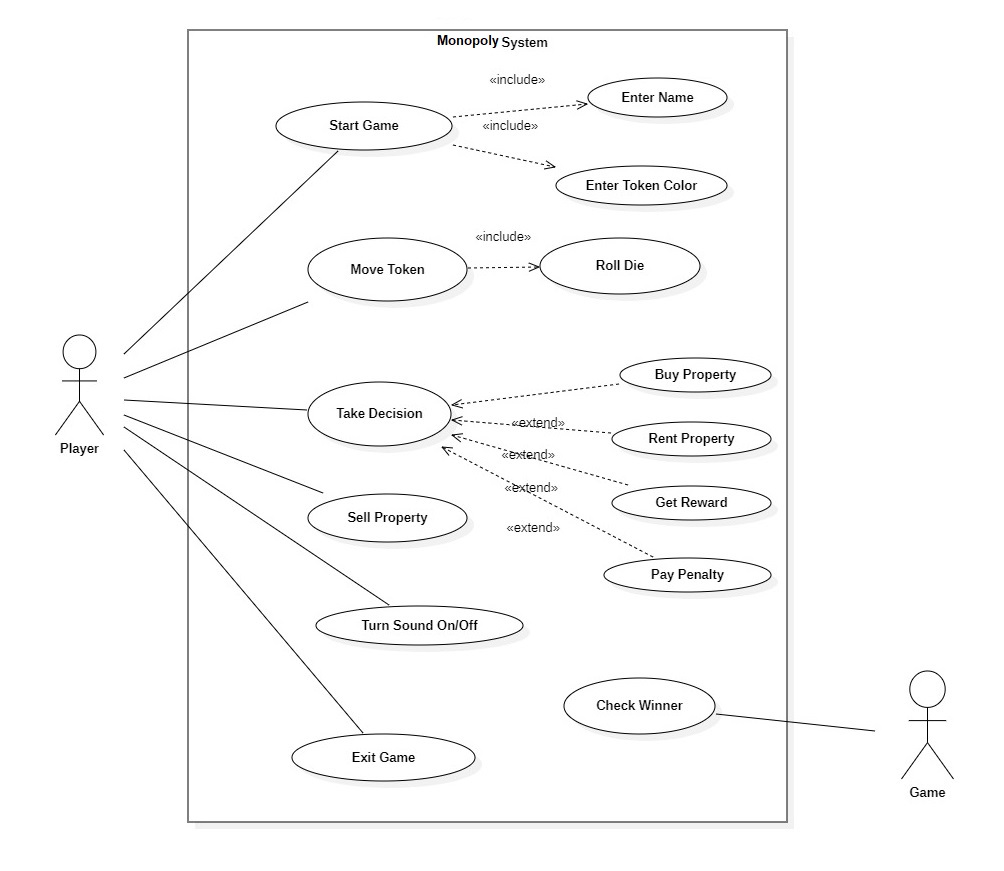 Monopoly System
«include»
Enter Name
Start Game
«include»
Enter Token Color
«include»
Move Token
Roll Die
Buy Property
Take Decision
«extend»
Rent Property
«extend»
«extend»
Get Reward
Sell Property
«extend»
Pay Penalty
Turn Sound On/Off
Check Winner
Exit Game
Player
Game